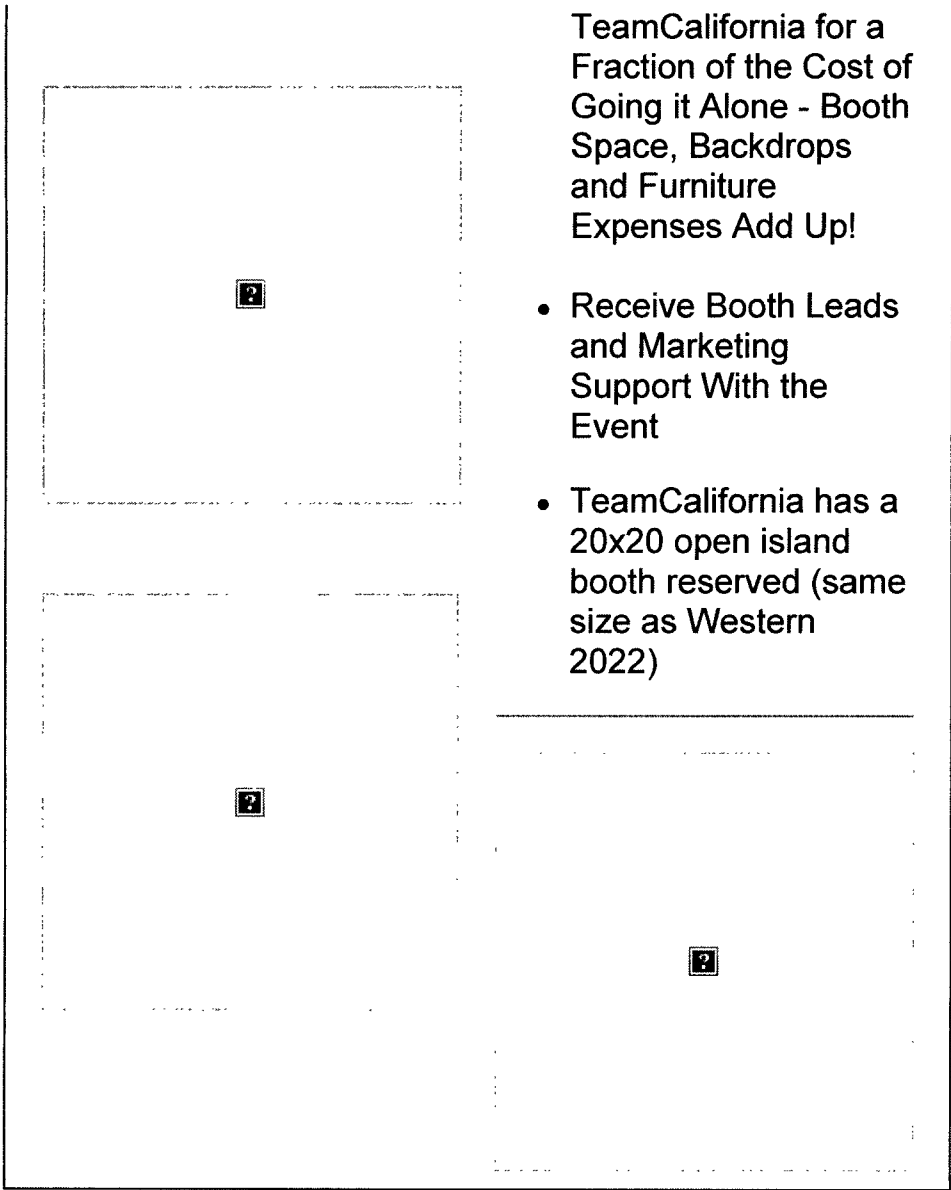 TeamCalifornia for a
Fraction of the Cost of
Going it Alone - Booth
Space, Backdrops
and Furniture
Expenses Add Up!
• Receive Booth Leads
and Marketing
Support With the
Event
• TeamCalifornia has a
20x20 open island
booth reserved (same
size as Western
2022)